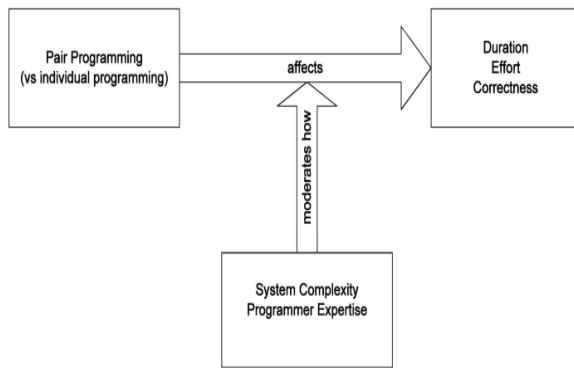 Pair Programming
(vs individual programming)
affects
Duration
Effort
Correctness
moderates how
System Complexity
Programmer Expertise